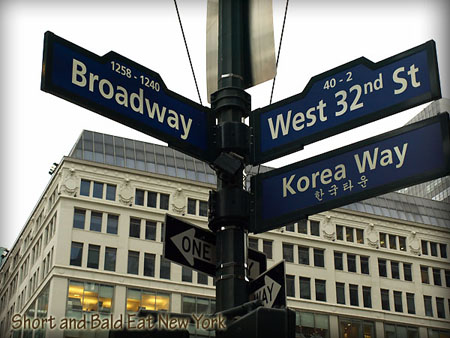 1258 - 1240
Broadway
40 - 2
West 32nd St
Korea Way
한국타운
ONE
WAY
Short and Bald Eat New York